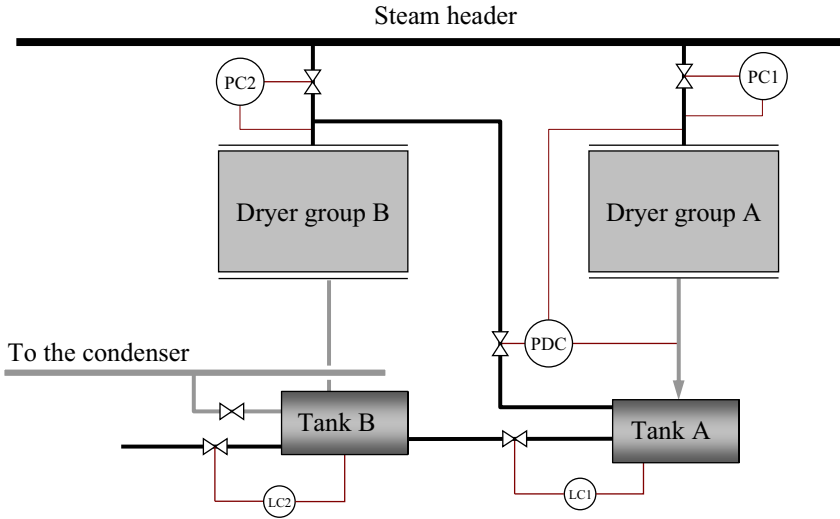 Steam header
PC2
PC1
Dryer group B
Dryer group A
PDC
To the condenser
Tank B
Tank A
LC2
LC1